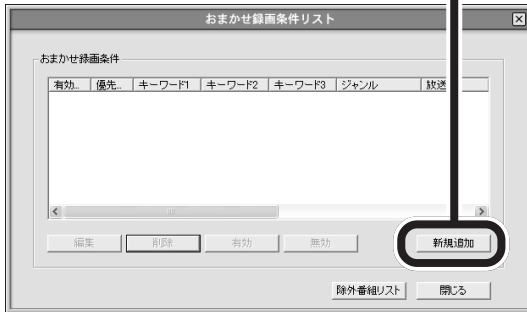 おまかせ録画条件リスト
おまかせ録画条件
有効.. 優先.. キーワード1 キーワード2 キーワード3 ジャンル 放送
編集 削除 有効 無効 新規追加
除外番組リスト 閉じる